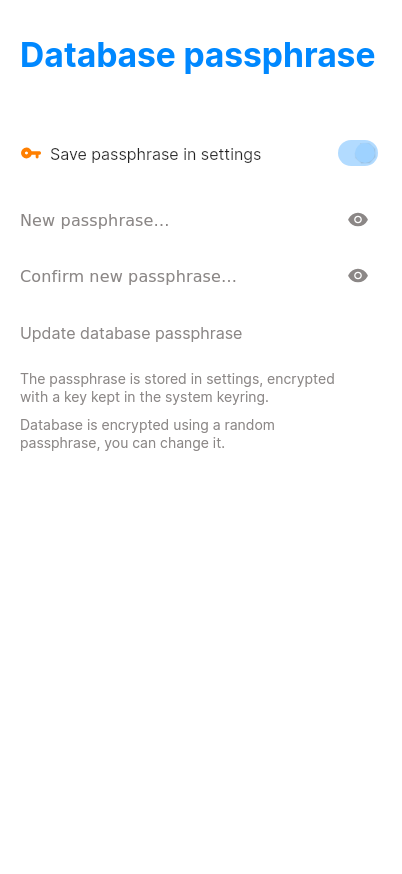 Database passphrase
Save passphrase in settings
New passphrase...
Confirm new passphrase...
Update database passphrase
The passphrase is stored in settings, encrypted
with a key kept in the system keyring.
Database is encrypted using a random
passphrase, you can change it.